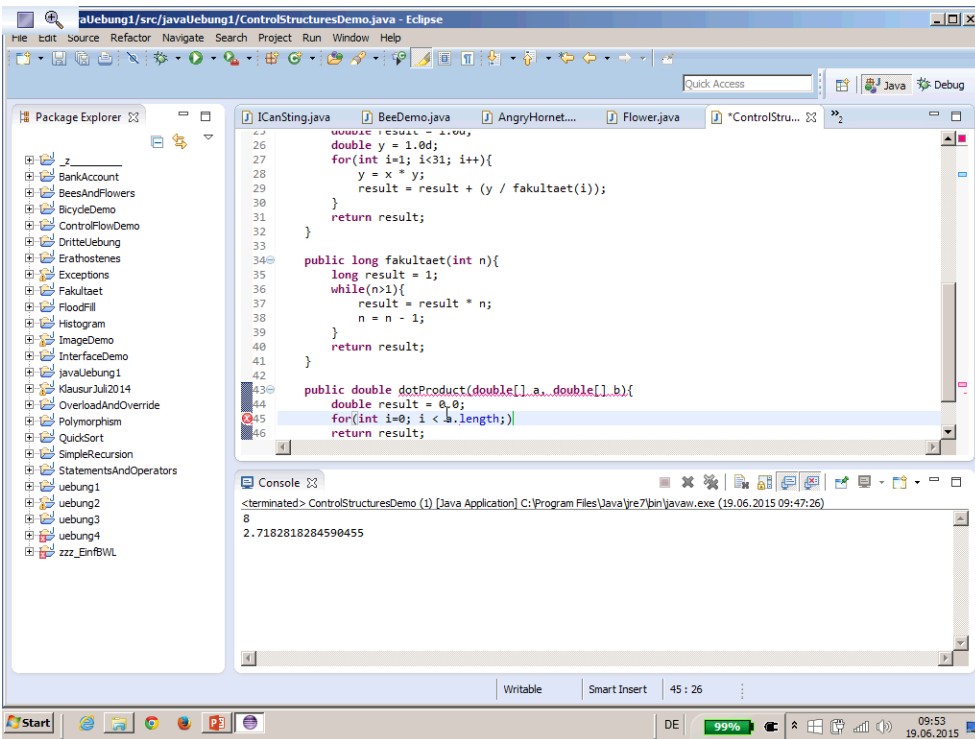 aUebung1/src/javaUebung1/ControlStructuresDemo.java - Eclipse
File Edit Source Refactor Navigate Search Project Run Window Help
Quick Access
Java
Debug
Package Explorer
_z________
BankAccount
BeesAndFlowers
BicycleDemo
ControlFlowDemo
DritteUebung
Erathostenes
Exceptions
Fakultaet
FloodFill
Histogram
ImageDemo
InterfaceDemo
javaUebung1
KlausurJuli2014
OverloadAndOverride
Polymorphism
QuickSort
SimpleRecursion
StatementsAndOperators
uebung1
uebung2
uebung3
uebung4
zzz_EinfBWL
ICanSting.java BeeDemo.java AngryHornet.... Flower.java *ControlStru... »2
25 double result = 1.0d;
26 double y = 1.0d;
27 for(int i=1; i<31; i++){
28 y = x * y;
29 result = result + (y / fakultaet(i));
30 }
31 return result;
32 }
33
34 public long fakultaet(int n){
35 long result = 1;
36 while(n>1){
37 result = result * n;
38 n = n - 1;
39 }
40 return result;
41 }
42
43 public double dotProduct(double[] a, double[] b){
44 double result = 0.0;
45 for(int i=0; i < a.length;)
46 return result;
Console
<terminated> ControlStructuresDemo (1) [Java Application] C:\Program Files\Java\jre7\bin\javaw.exe (19.06.2015 09:47:26)
8
2.7182818284590455
Writable Smart Insert 45 : 26
Start
DE
99%
09:53
19.06.2015